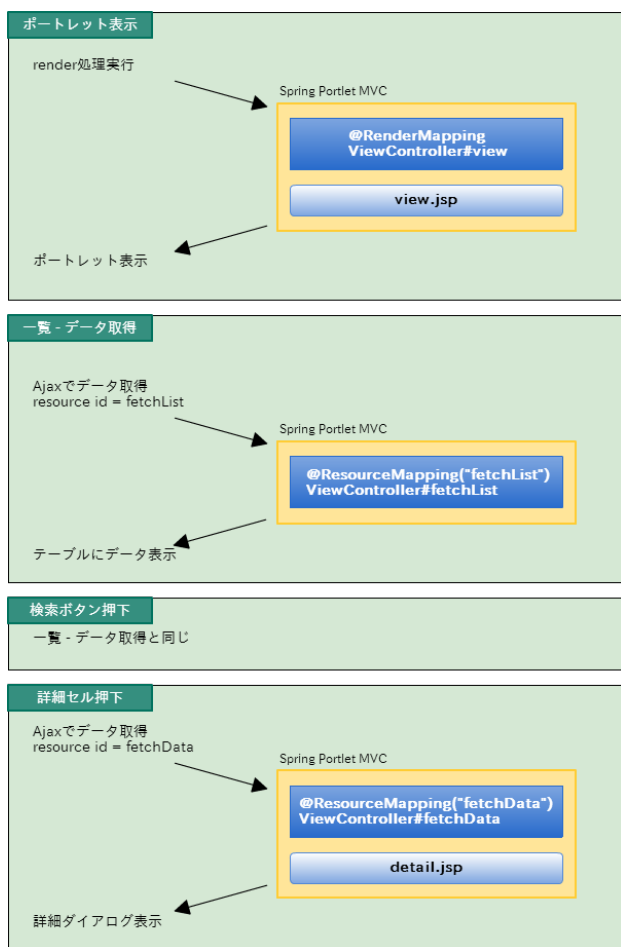 ポートレット表示
render処理実行
Spring Portlet MVC
@RenderMapping
ViewController#view
view.jsp
ポートレット表示
一覧 - データ取得
Ajaxでデータ取得
resource id = fetchList
Spring Portlet MVC
@ResourceMapping("fetchList")
ViewController#fetchList
テーブルにデータ表示
検索ボタン押下
一覧 - データ取得と同じ
詳細セル押下
Ajaxでデータ取得
resource id = fetchData
Spring Portlet MVC
@ResourceMapping("fetchData")
ViewController#fetchData
detail.jsp
詳細ダイアログ表示